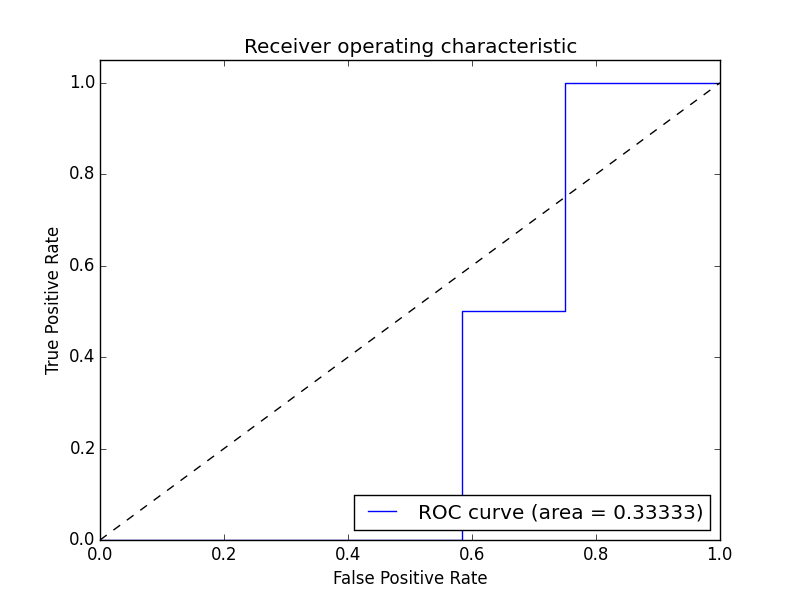 Receiver operating characteristic
1.0
0.8
0.6
0.4
0.2
0.0
True Positive Rate
ROC curve (area = 0.33333)
0.0 0.2 0.4 0.6 0.8 1.0
False Positive Rate